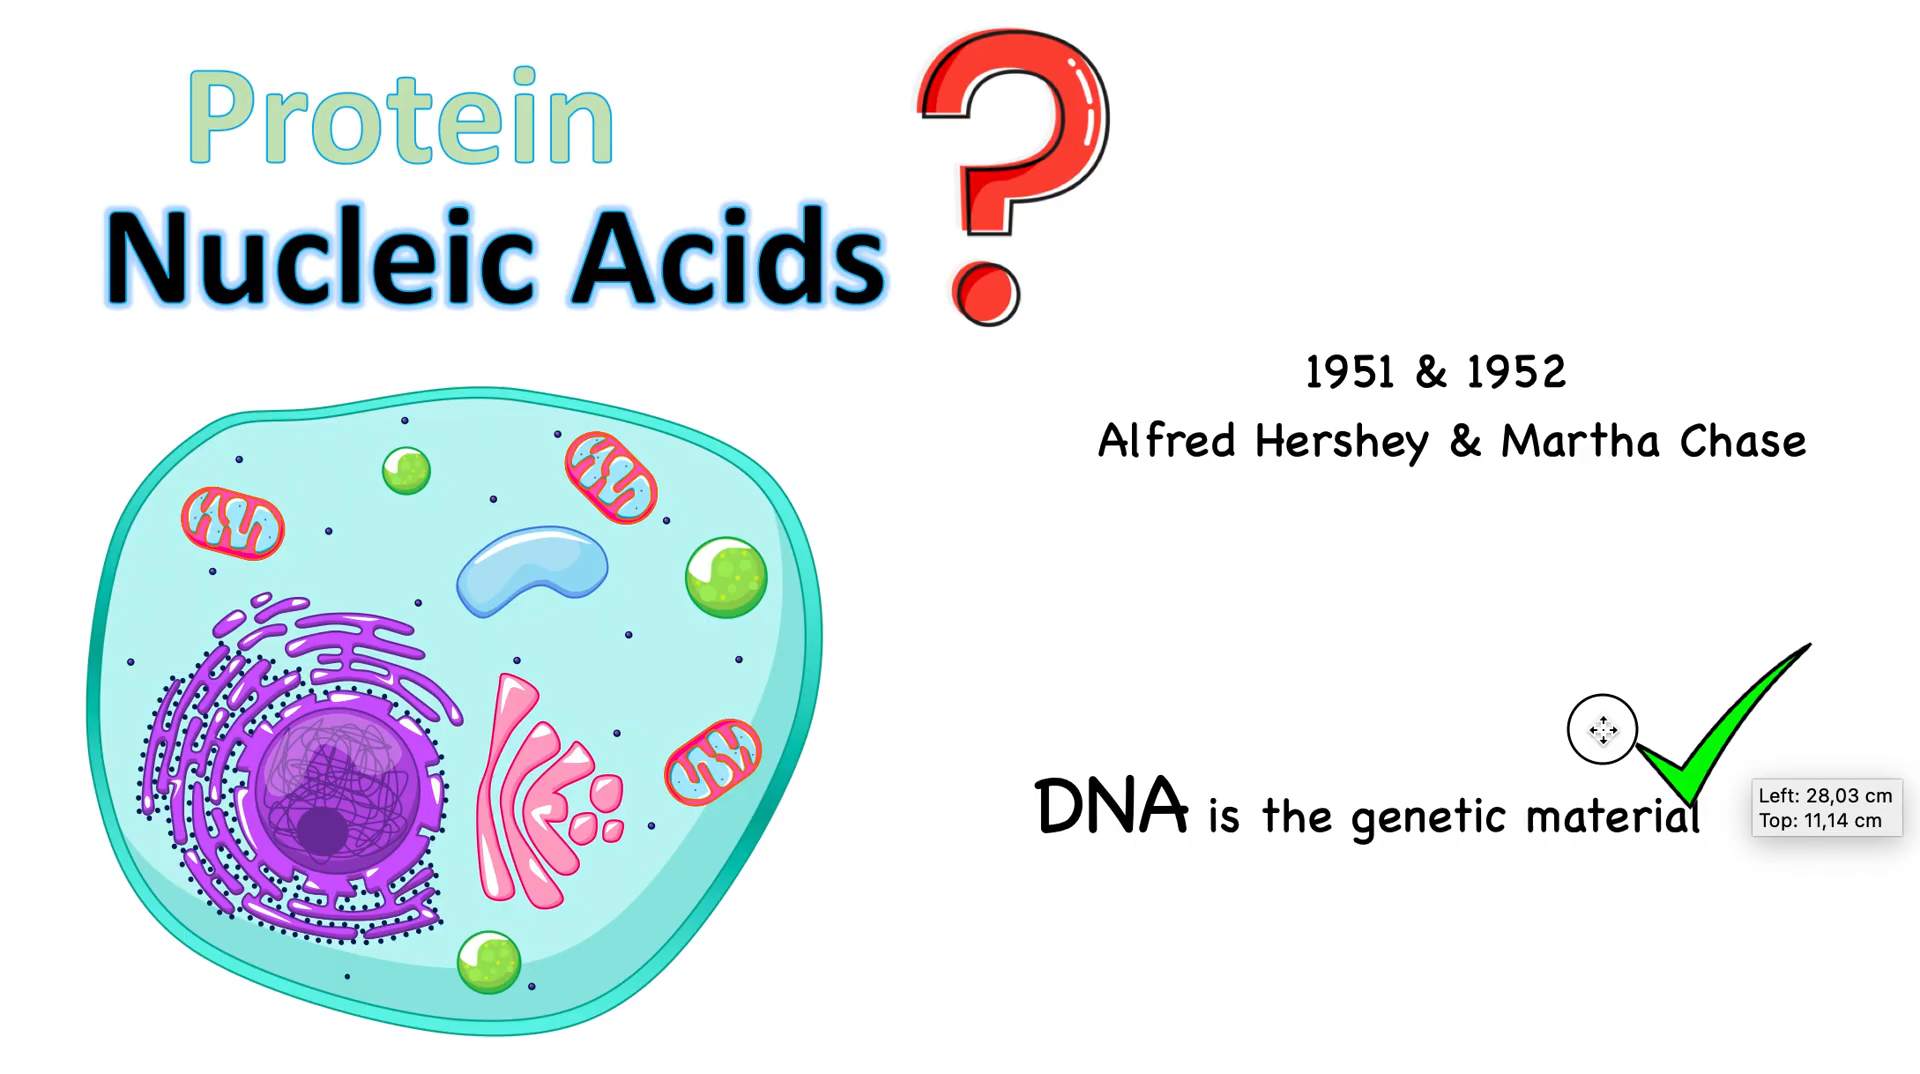 Protein
Nucleic Acids
?
1951 & 1952
Alfred Hershey & Martha Chase
DNA is the genetic material
Left: 28,03 cm
Top: 11,14 cm